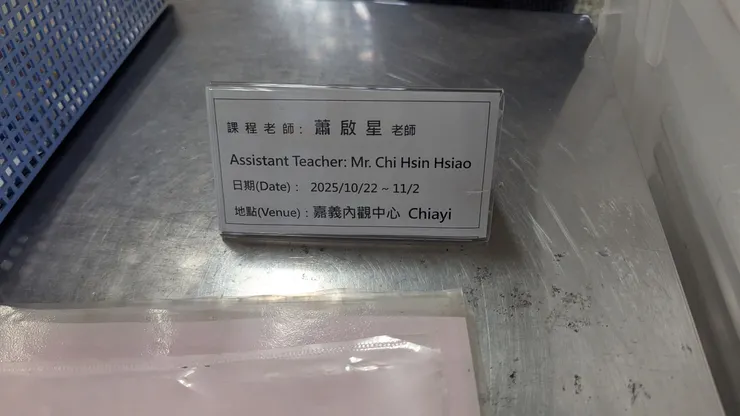 課程老師： 蕭啟星 老師
Assistant Teacher: Mr. Chi Hsin Hsiao
日期(Date)： 2025/10/22 ~ 11/2
地點(Venue)：嘉義內觀中心 Chiayi